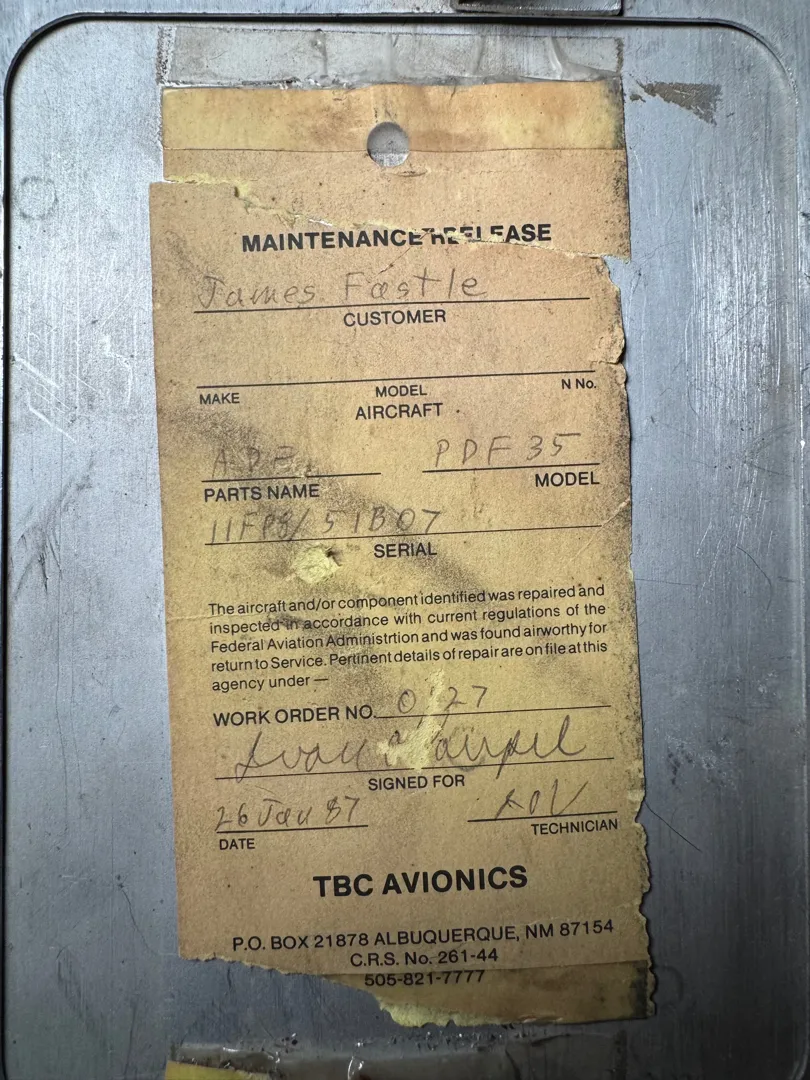 MAINTENANCE RELEASE
James Fastle
CUSTOMER
MAKE MODEL N No.
AIRCRAFT
ADF PDF 35
PARTS NAME MODEL
SERIAL
The aircraft and/or component identified was repaired and
inspected in accordance with current regulations of the
Federal Aviation Administrtion and was found airworthy for
return to Service. Pertinent details of repair are on file at this
agency under —
WORK ORDER NO.
SIGNED FOR
26 Jan 87
DATE TECHNICIAN
TBC AVIONICS
P.O. BOX 21878 ALBUQUERQUE, NM 87154
C.R.S. No. 261-44
505-821-7777